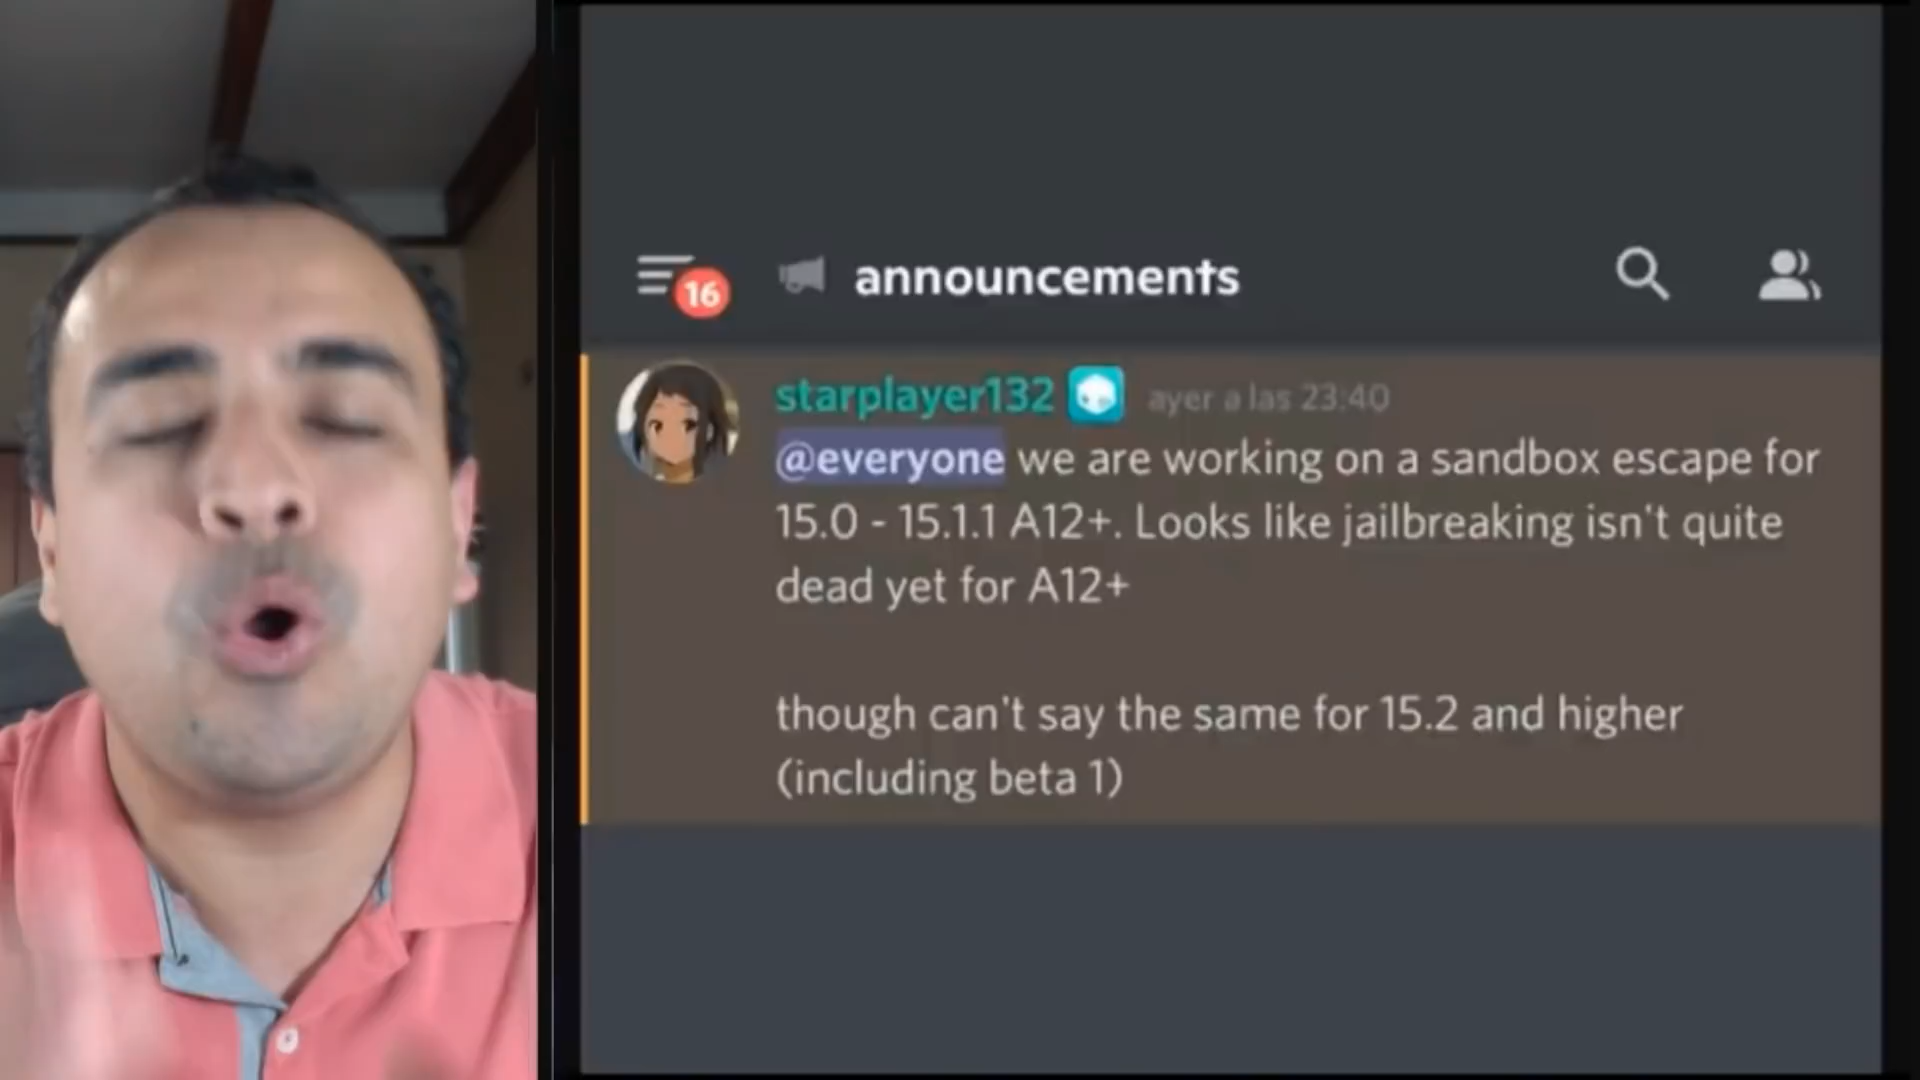 16
announcements
starplayer132 ayer a las 23:40
@everyone we are working on a sandbox escape for
15.0 - 15.1.1 A12+. Looks like jailbreaking isn't quite
dead yet for A12+
though can't say the same for 15.2 and higher
(including beta 1)